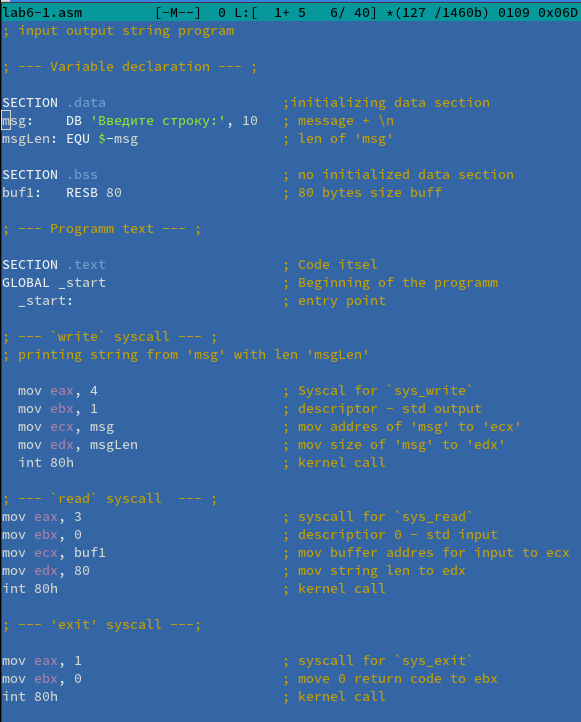 lab6-1.asm [-M--] 0 L:[ 1+ 5 6/ 40] *(127 /1460b) 0109 0x06D
; input output string program
; --- Variable declaration --- ;
SECTION .data ;initializing data section
msg: DB 'Введите строку:', 10 ; message + \n
msgLen: EQU $-msg ; len of 'msg'
SECTION .bss ; no initialized data section
buf1: RESB 80 ; 80 bytes size buff
; --- Programm text --- ;
SECTION .text ; Code itsel
GLOBAL _start ; Beginning of the programm
_start: ; entry point
; --- `write` syscall --- ;
; printing string from 'msg' with len 'msgLen'
mov eax, 4 ; Syscal for `sys_write`
mov ebx, 1 ; descriptor - std output
mov ecx, msg ; mov addres of 'msg' to 'ecx'
mov edx, msgLen ; mov size of 'msg' to 'edx'
int 80h ; kernel call
; --- `read` syscall --- ;
mov eax, 3 ; syscall for `sys_read`
mov ebx, 0 ; descriptior 0 - std input
mov ecx, buf1 ; mov buffer addres for input to ecx
mov edx, 80 ; mov string len to edx
int 80h ; kernel call
; --- 'exit' syscall ---;
mov eax, 1 ; syscall for `sys_exit`
mov ebx, 0 ; move 0 return code to ebx
int 80h ; kernel call